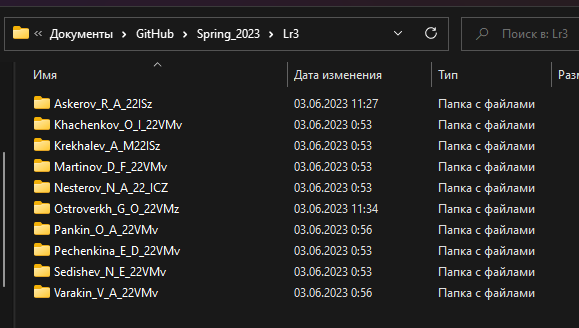 Документы GitHub Spring_2023 Lr3 Поиск в: Lr3
Имя Дата изменения Тип Разм
Askerov_R_A_22ISz 03.06.2023 11:27 Папка с файлами
Khachenkov_O_I_22VMv 03.06.2023 0:53 Папка с файлами
Krekhalev_A_M22ISz 03.06.2023 0:53 Папка с файлами
Martinov_D_F_22VMv 03.06.2023 0:53 Папка с файлами
Nesterov_N_A_22_ICZ 03.06.2023 0:53 Папка с файлами
Ostroverkh_G_O_22VMz 03.06.2023 11:34 Папка с файлами
Pankin_O_A_22VMv 03.06.2023 0:56 Папка с файлами
Pechenkina_E_D_22VMv 03.06.2023 0:53 Папка с файлами
Sedishev_N_E_22VMv 03.06.2023 0:53 Папка с файлами
Varakin_V_A_22VMv 03.06.2023 0:56 Папка с файлами